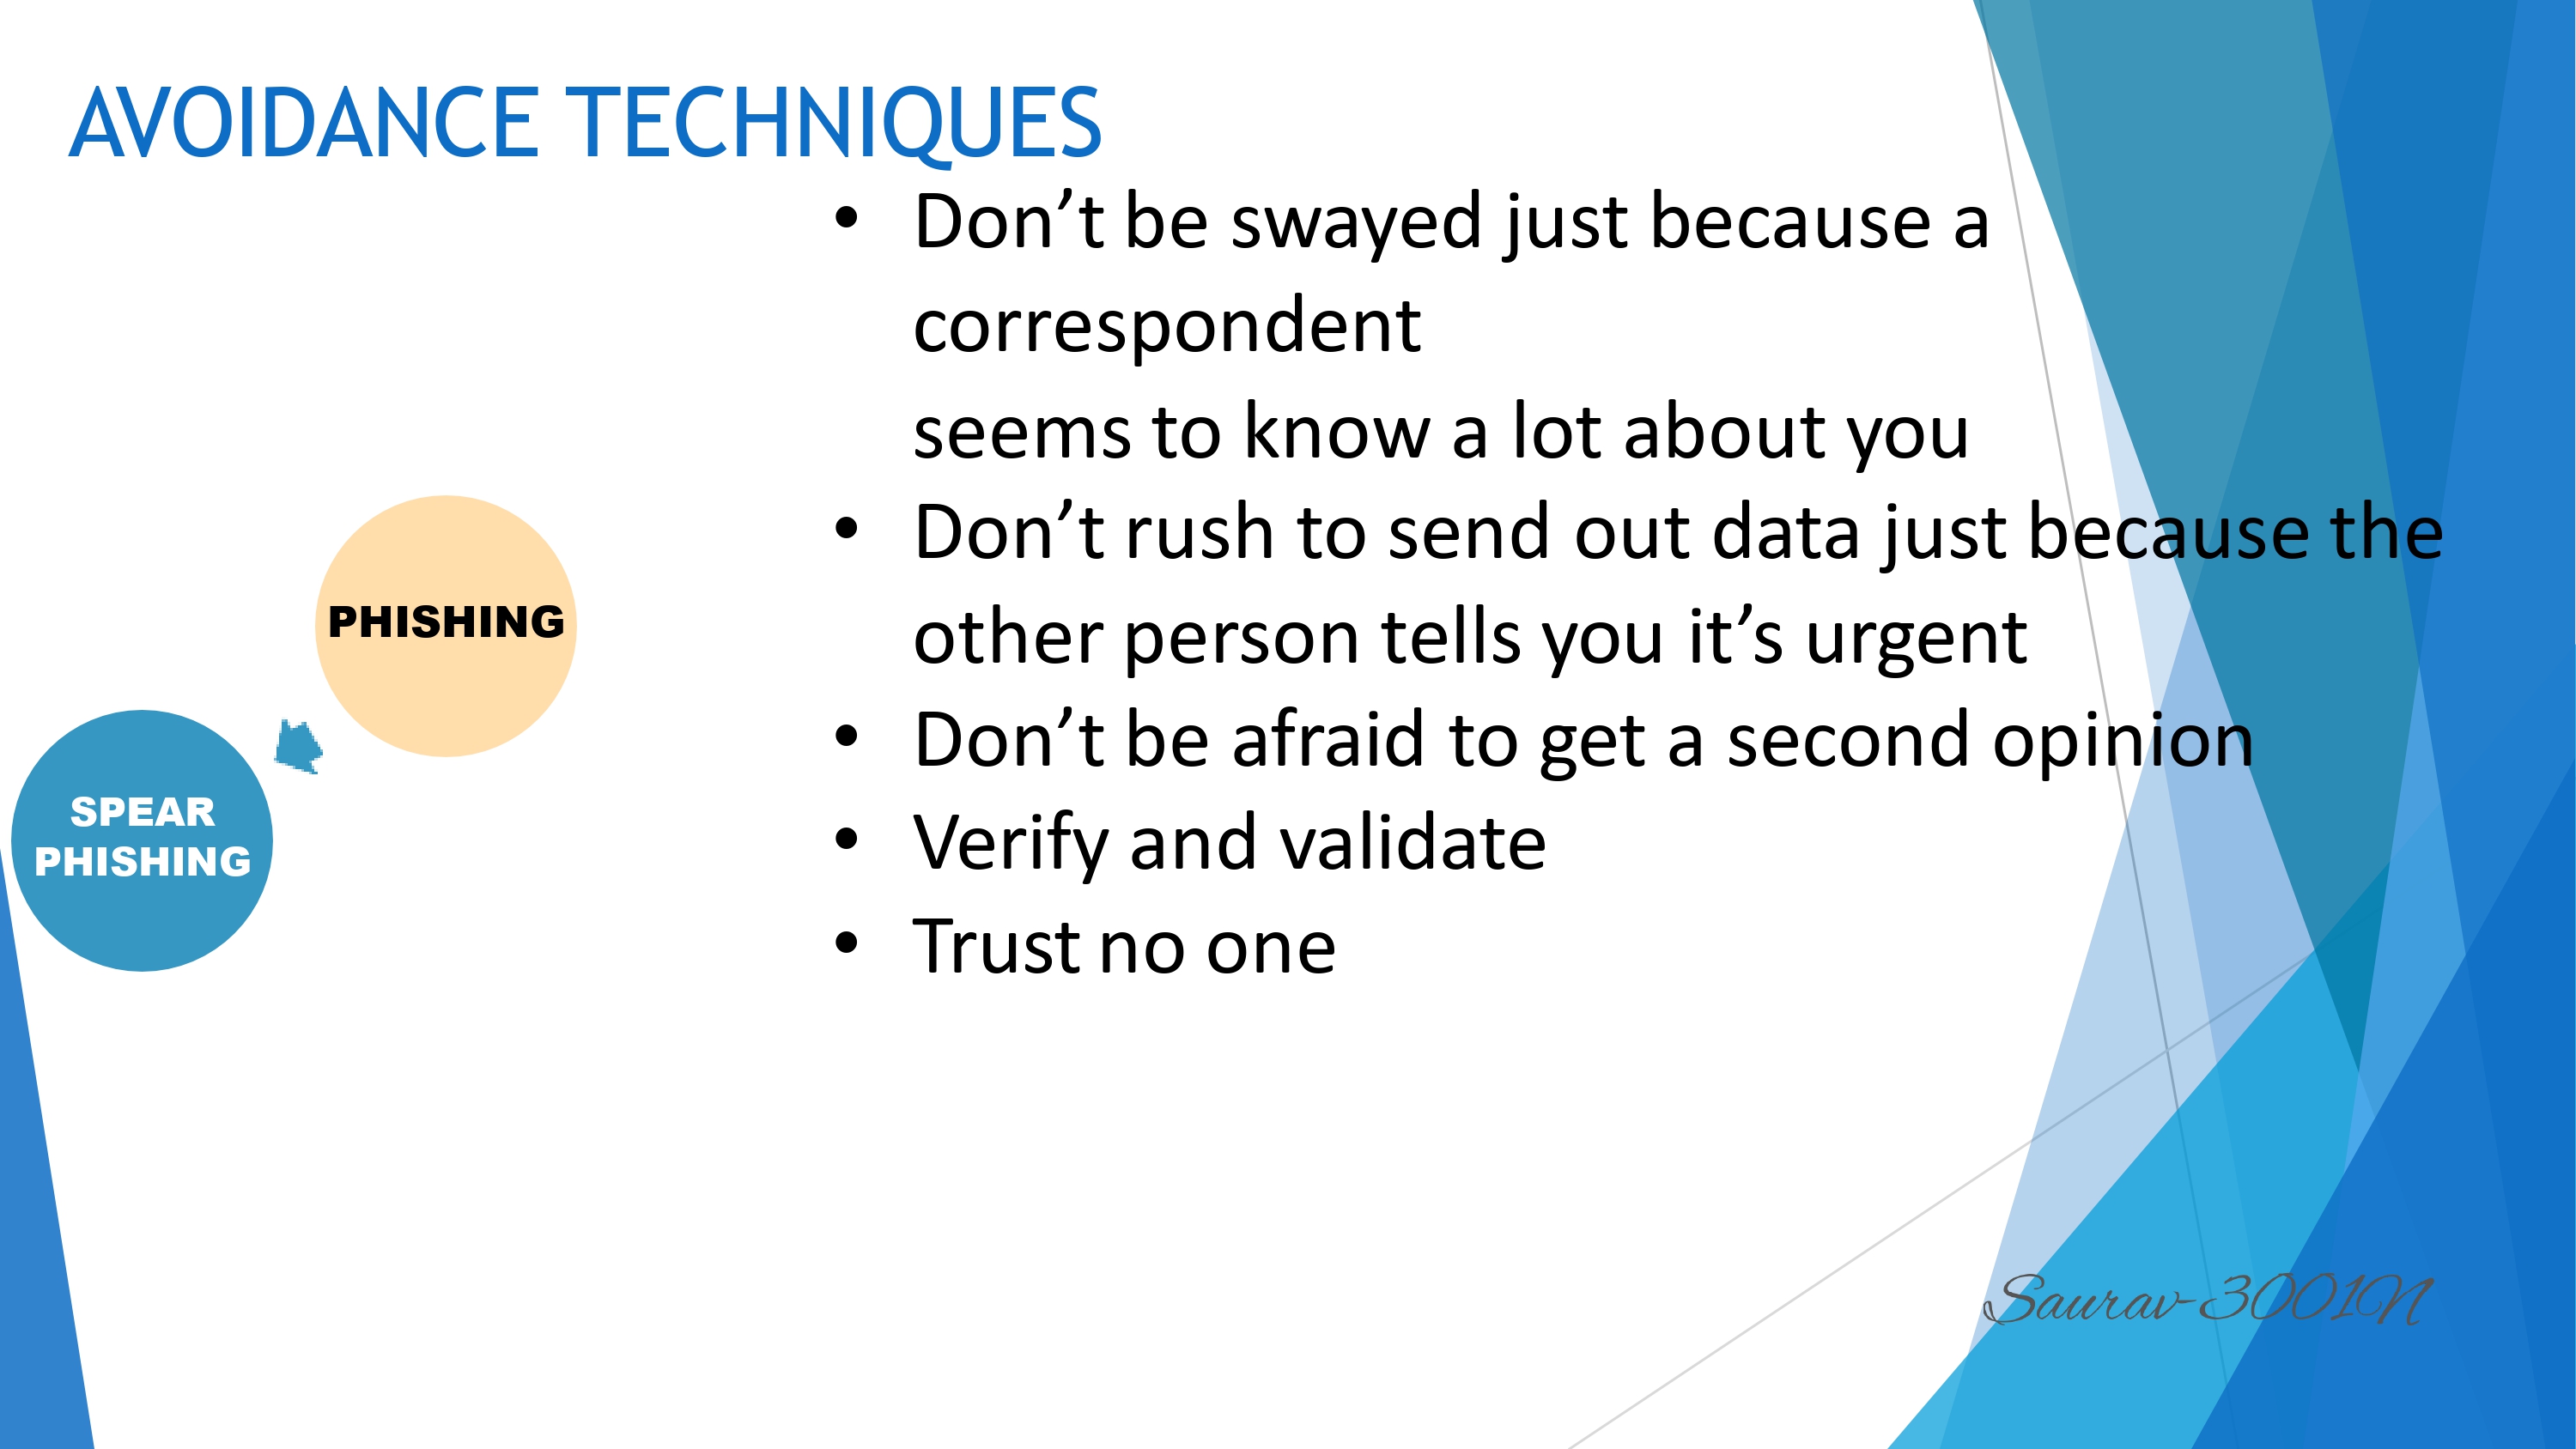 AVOIDANCE TECHNIQUES
• Don’t be swayed just because a
correspondent
seems to know a lot about you
• Don’t rush to send out data just because the
other person tells you it’s urgent
• Don’t be afraid to get a second opinion
• Verify and validate
• Trust no one
PHISHING
SPEAR
PHISHING
Saurav-3001N